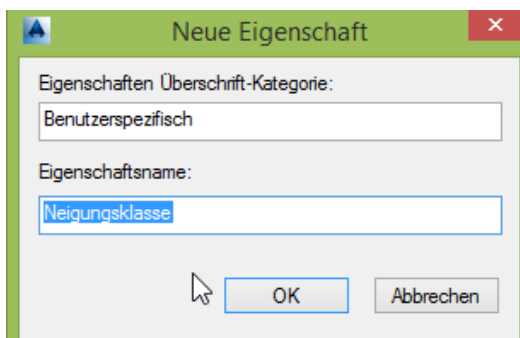 Neue Eigenschaft
Eigenschaften Überschrift-Kategorie:
Benutzerspezifisch
Eigenschaftsname:
Neigungsklasse
OK Abbrechen